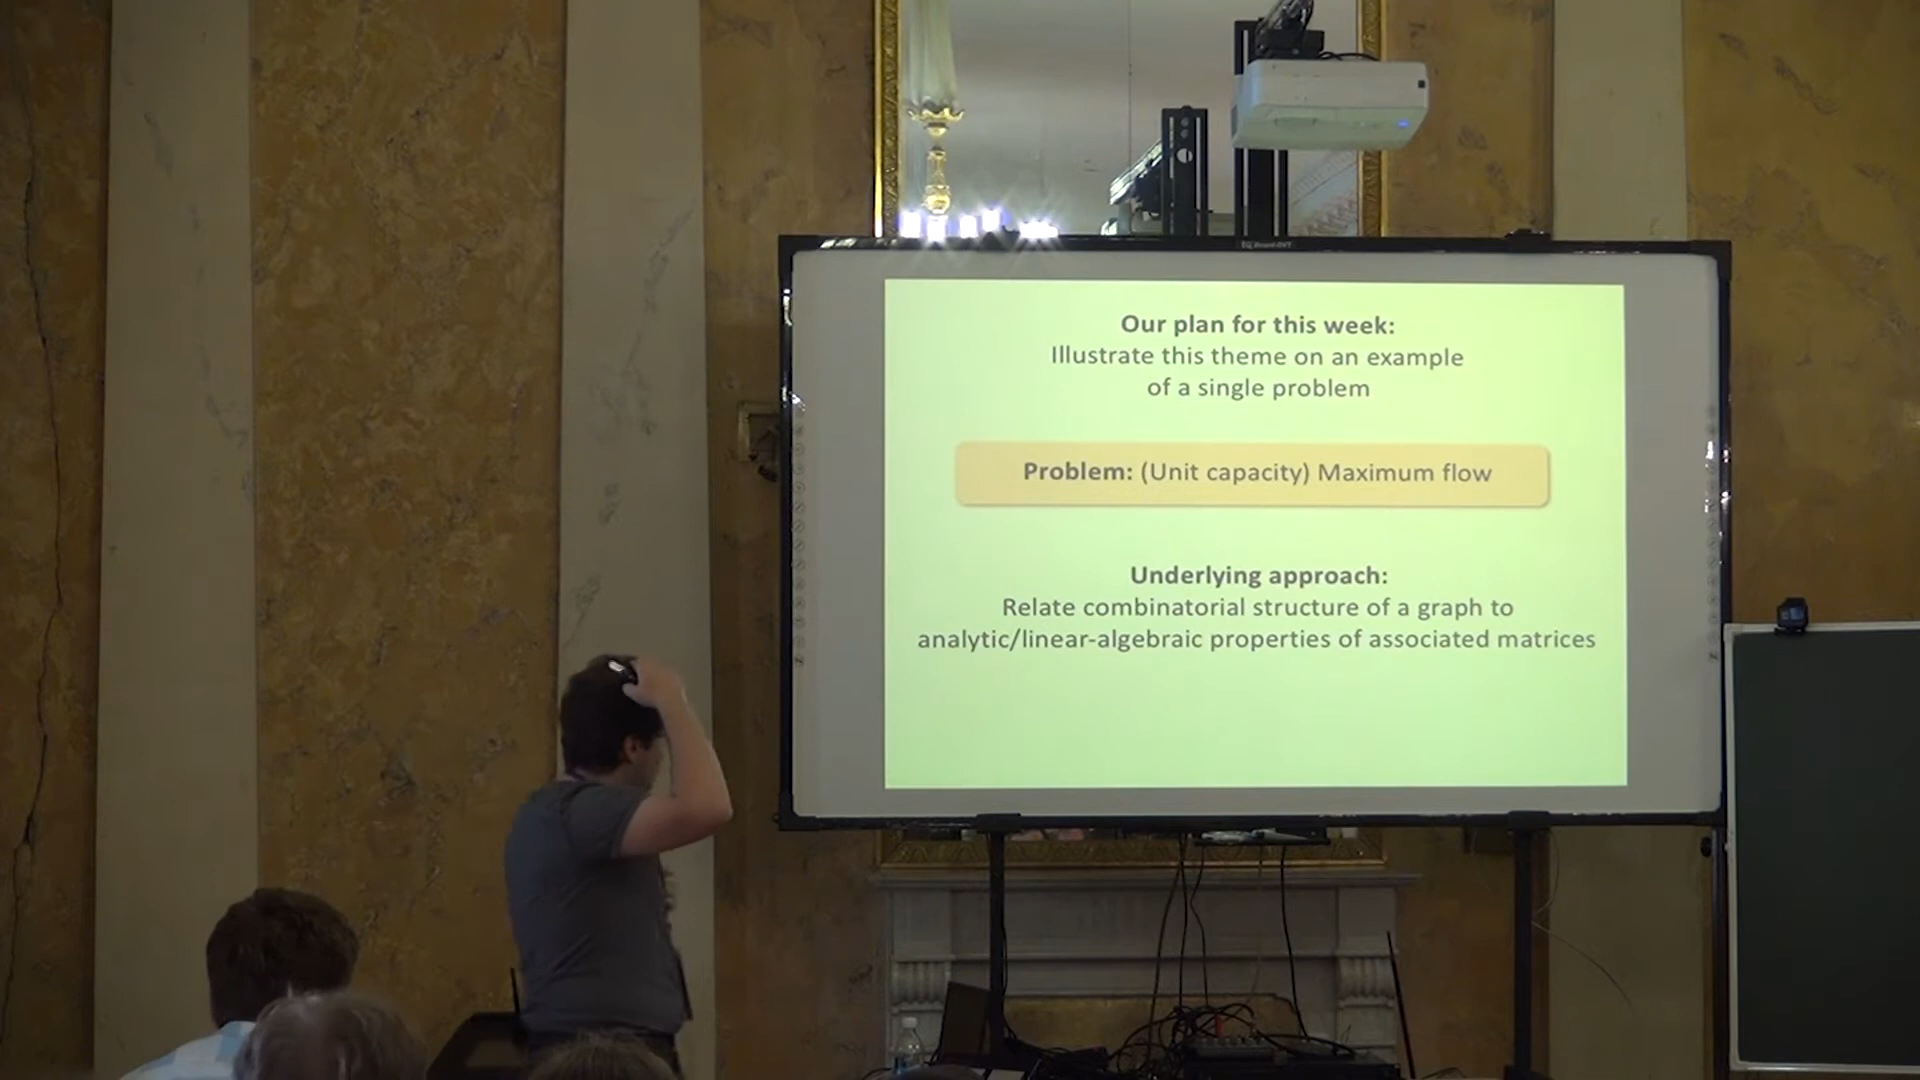 Our plan for this week:
Illustrate this theme on an example
of a single problem
Problem: (Unit capacity) Maximum flow
Underlying approach:
Relate combinatorial structure of a graph to
analytic/linear-algebraic properties of associated matrices